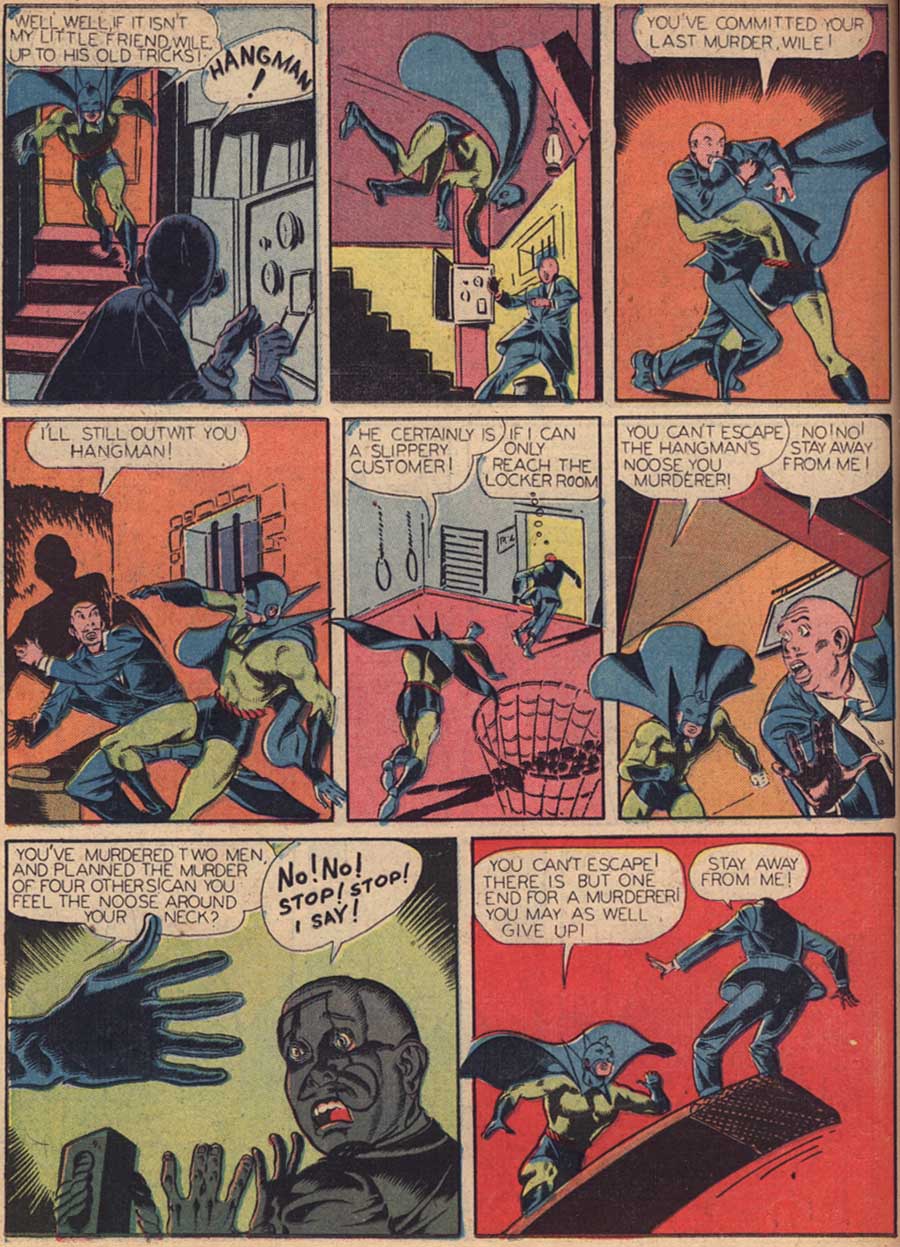 WELL, WELL, IF IT ISN'T
MY LITTLE FRIEND, WILE,
UP TO HIS OLD TRICKS!
HANGMAN
!
YOU'VE COMMITTED YOUR
LAST MURDER, WILE!
I'LL STILL OUTWIT YOU
HANGMAN!
HE CERTAINLY IS
A SLIPPERY
CUSTOMER!
IF I CAN
ONLY
REACH THE
LOCKER ROOM
YOU CAN'T ESCAPE
THE HANGMAN'S
NOOSE YOU
MURDERER!
NO! NO!
STAY AWAY
FROM ME!
YOU'VE MURDERED TWO MEN,
AND PLANNED THE MURDER
OF FOUR OTHERS! CAN YOU
FEEL THE NOOSE AROUND
YOUR NECK?
NO! NO!
STOP! STOP!
I SAY!
YOU CAN'T ESCAPE!
THERE IS BUT ONE
END FOR A MURDERER!
YOU MAY AS WELL
GIVE UP!
STAY AWAY
FROM ME!